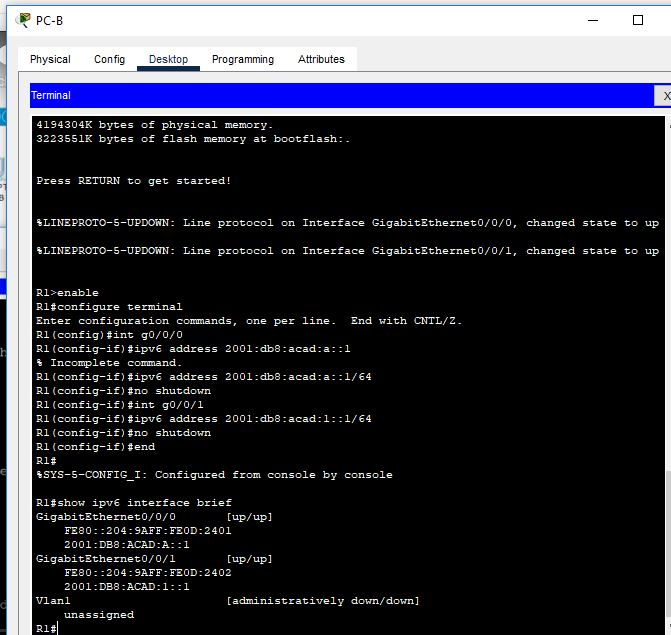 PC-B
Physical Config Desktop Programming Attributes
Terminal X
4194304K bytes of physical memory.
3223551K bytes of flash memory at bootflash:.
Press RETURN to get started!
%LINEPROTO-5-UPDOWN: Line protocol on Interface GigabitEthernet0/0/0, changed state to up
%LINEPROTO-5-UPDOWN: Line protocol on Interface GigabitEthernet0/0/1, changed state to up
R1>enable
R1#configure terminal
Enter configuration commands, one per line.  End with CNTL/Z.
R1(config)#int g0/0/0
R1(config-if)#ipv6 address 2001:db8:acad:a::1
% Incomplete command.
R1(config-if)#ipv6 address 2001:db8:acad:a::1/64
R1(config-if)#no shutdown
R1(config-if)#int g0/0/1
R1(config-if)#ipv6 address 2001:db8:acad:1::1/64
R1(config-if)#no shutdown
R1(config-if)#end
R1#
%SYS-5-CONFIG_I: Configured from console by console
R1#show ipv6 interface brief
GigabitEthernet0/0/0 [up/up]
FE80::204:9AFF:FE0D:2401
2001:DB8:ACAD:A::1
GigabitEthernet0/0/1 [up/up]
FE80::204:9AFF:FE0D:2402
2001:DB8:ACAD:1::1
Vlan1 [administratively down/down]
unassigned
R1#